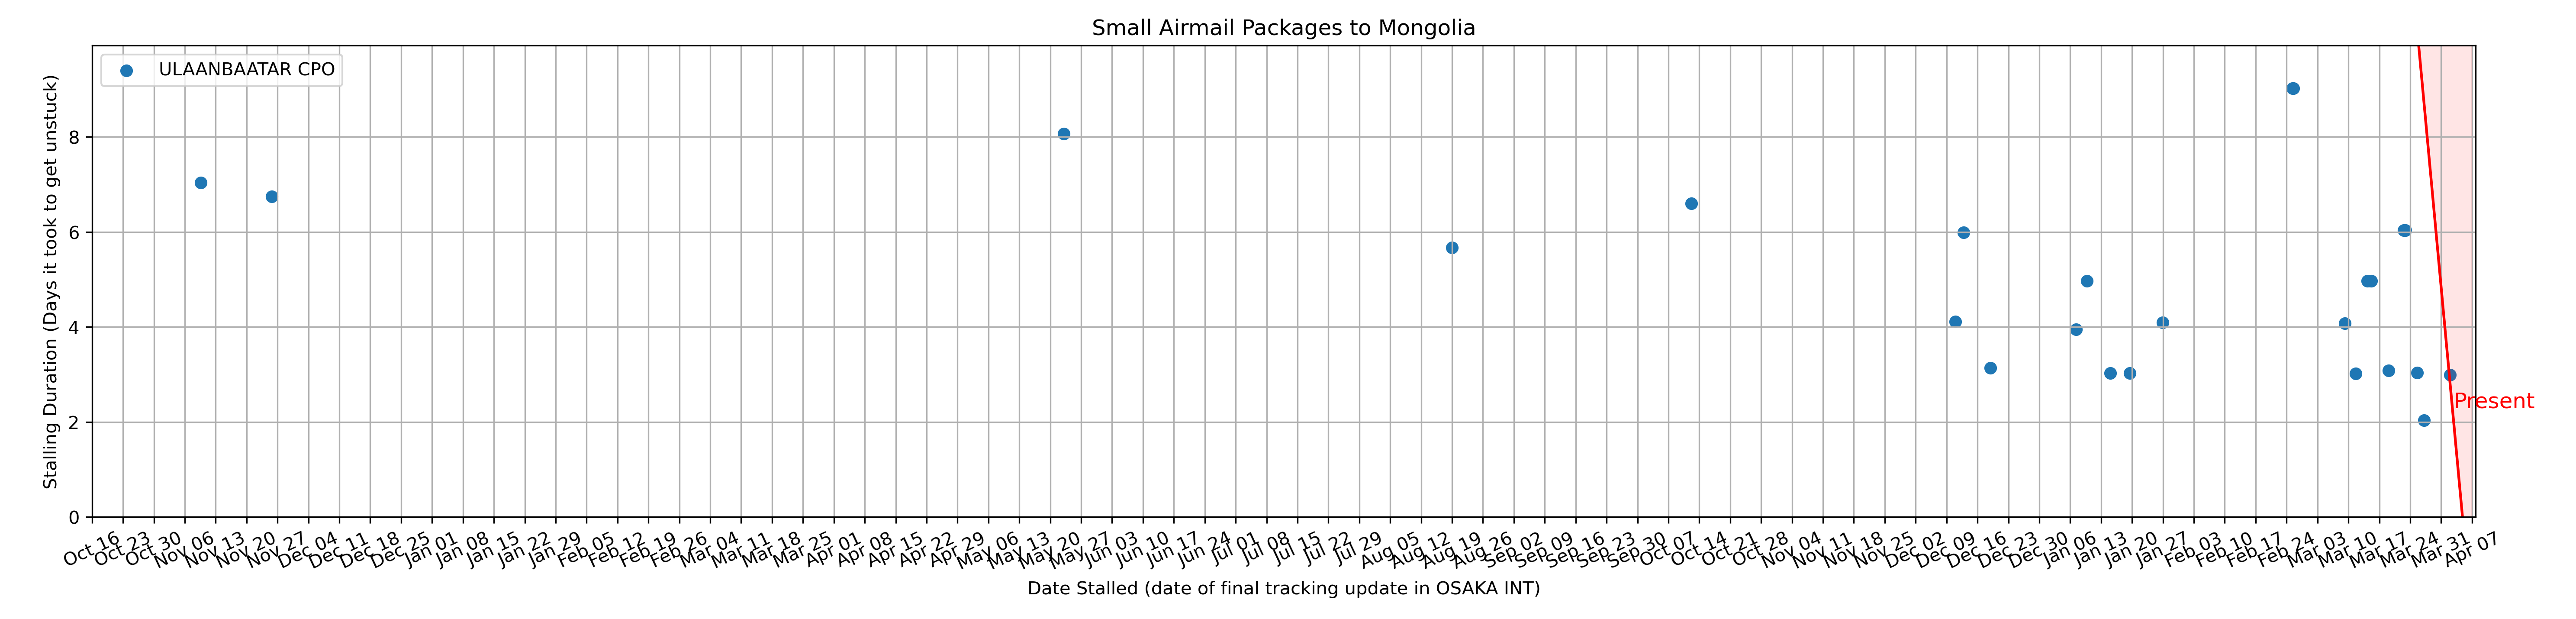 Small Airmail Packages to Mongolia
ULAANBAATAR CPO
Stalling Duration (Days it took to get unstuck)
8
6
4
2
0
Present
Oct 16 Oct 23 Oct 30 Nov 06 Nov 13 Nov 20 Nov 27 Dec 04 Dec 11 Dec 18 Dec 25 Jan 01 Jan 08 Jan 15 Jan 22 Jan 29 Feb 05 Feb 12 Feb 19 Feb 26 Mar 04 Mar 11 Mar 18 Mar 25 Apr 01 Apr 08 Apr 15 Apr 22 Apr 29 May 06 May 13 May 20 May 27 Jun 03 Jun 10 Jun 17 Jun 24 Jul 01 Jul 08 Jul 15 Jul 22 Jul 29 Aug 05 Aug 12 Aug 19 Aug 26 Sep 02 Sep 09 Sep 16 Sep 23 Sep 30 Oct 07 Oct 14 Oct 21 Oct 28 Nov 04 Nov 11 Nov 18 Nov 25 Dec 02 Dec 09 Dec 16 Dec 23 Dec 30 Jan 06 Jan 13 Jan 20 Jan 27 Feb 03 Feb 10 Feb 17 Feb 24 Mar 03 Mar 10 Mar 17 Mar 24 Mar 31 Apr 07
Date Stalled (date of final tracking update in OSAKA INT)